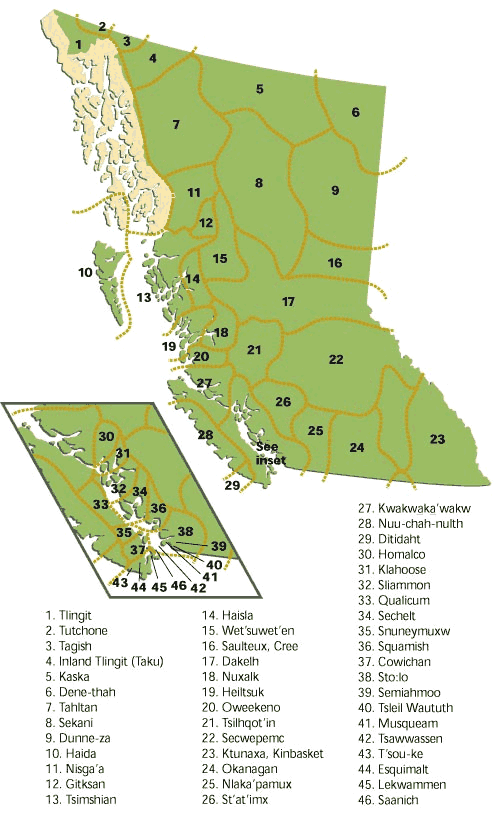 1
2
3
4
5
6
7
8
9
10
11
12
13
14
15
16
17
18
19
20
21
22
23
24
25
26
27
28
29
See
inset
30
31
32
34
33
36
35
38
37
39
40
41
43
44
45
46
42
1. Tlingit
2. Tutchone
3. Tagish
4. Inland Tlingit (Taku)
5. Kaska
6. Dene-thah
7. Tahltan
8. Sekani
9. Dunne-za
10. Haida
11. Nisga'a
12. Gitksan
13. Tsimshian
14. Haisla
15. Wet'suwet'en
16. Saulteux, Cree
17. Dakelh
18. Nuxalk
19. Heiltsuk
20. Oweekeno
21. Tsilhqot'in
22. Secwepemc
23. Ktunaxa, Kinbasket
24. Okanagan
25. Nlaka'pamux
26. St'at'imx
27. Kwakwaka'wakw
28. Nuu-chah-nulth
29. Ditidaht
30. Homalco
31. Klahoose
32. Sliammon
33. Qualicum
34. Sechelt
35. Snuneymuxw
36. Squamish
37. Cowichan
38. Sto:lo
39. Semiahmoo
40. Tsleil Waututh
41. Musqueam
42. Tsawwassen
43. T'sou-ke
44. Esquimalt
45. Lekwammen
46. Saanich